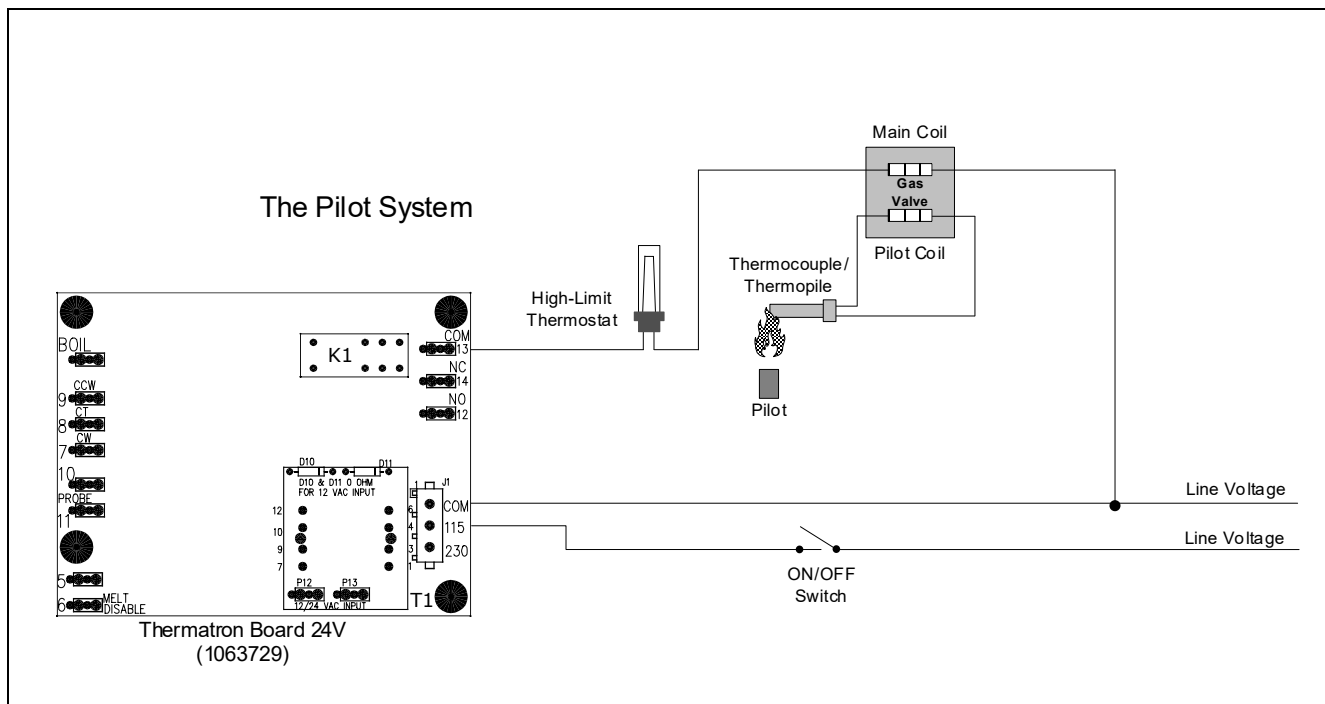 The Pilot System
Main Coil
Gas
Valve
Pilot Coil
Thermocouple/
Thermopile
High-Limit
Thermostat
Pilot
BOIL
CCW
9
CT
8
CW
7
10
PROBE
11
5
6
MELT
DISABLE
K1
COM
13
NC
14
NO
12
D10
D11
D10 & D11 0 OHM
FOR 12 VAC INPUT
12
10
9
7
6
4
3
1
P12
P13
12/24 VAC INPUT
1
J1
COM
115
230
T1
Line Voltage
Line Voltage
ON/OFF
Switch
Thermatron Board 24V
(1063729)